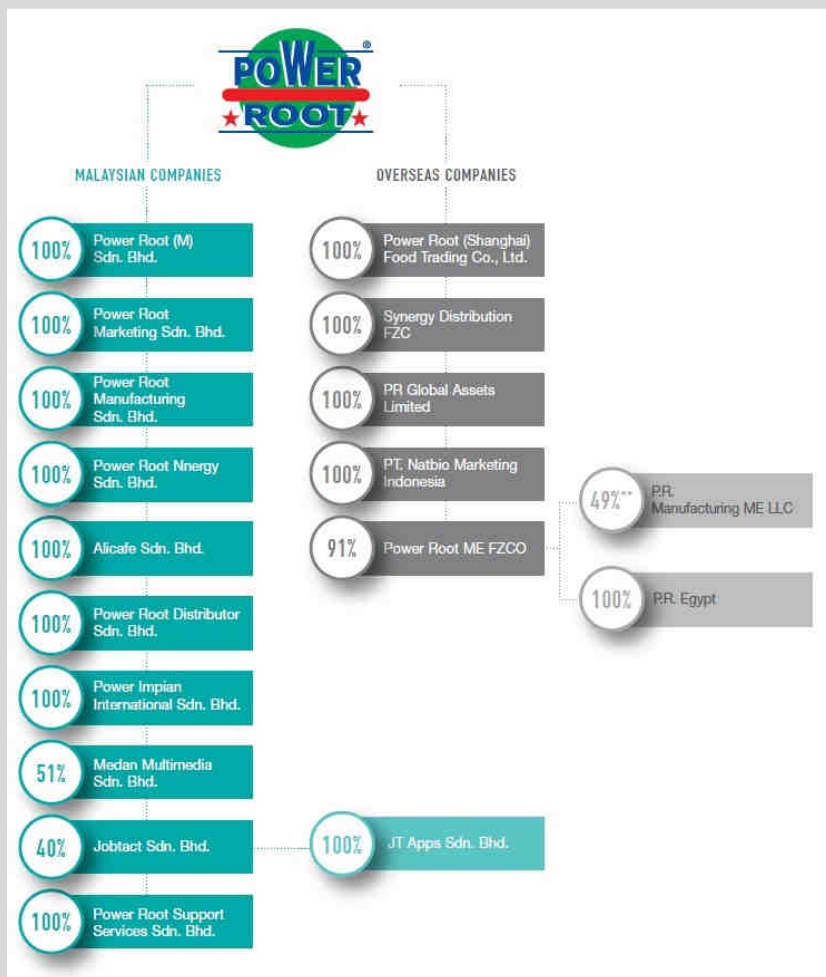 POWER®
ROOT
MALAYSIAN COMPANIES
100%
Power Root (M)
Sdn. Bhd.
100%
Power Root
Marketing Sdn. Bhd.
100%
Power Root
Manufacturing
Sdn. Bhd.
100%
Power Root Nnergy
Sdn. Bhd.
100%
Alicafe Sdn. Bhd.
100%
Power Root Distributor
Sdn. Bhd.
100%
Power Impian
International Sdn. Bhd.
51%
Medan Multimedia
Sdn. Bhd.
40%
Jobtact Sdn. Bhd.
100%
JT Apps Sdn. Bhd.
100%
Power Root Support
Services Sdn. Bhd.
OVERSEAS COMPANIES
100%
Power Root (Shanghai)
Food Trading Co., Ltd.
100%
Synergy Distribution
FZC
100%
PR Global Assets
Limited
100%
PT. Natbio Marketing
Indonesia
91%
Power Root ME FZCO
49%**
P.R.
Manufacturing ME LLC
100%
P.R. Egypt